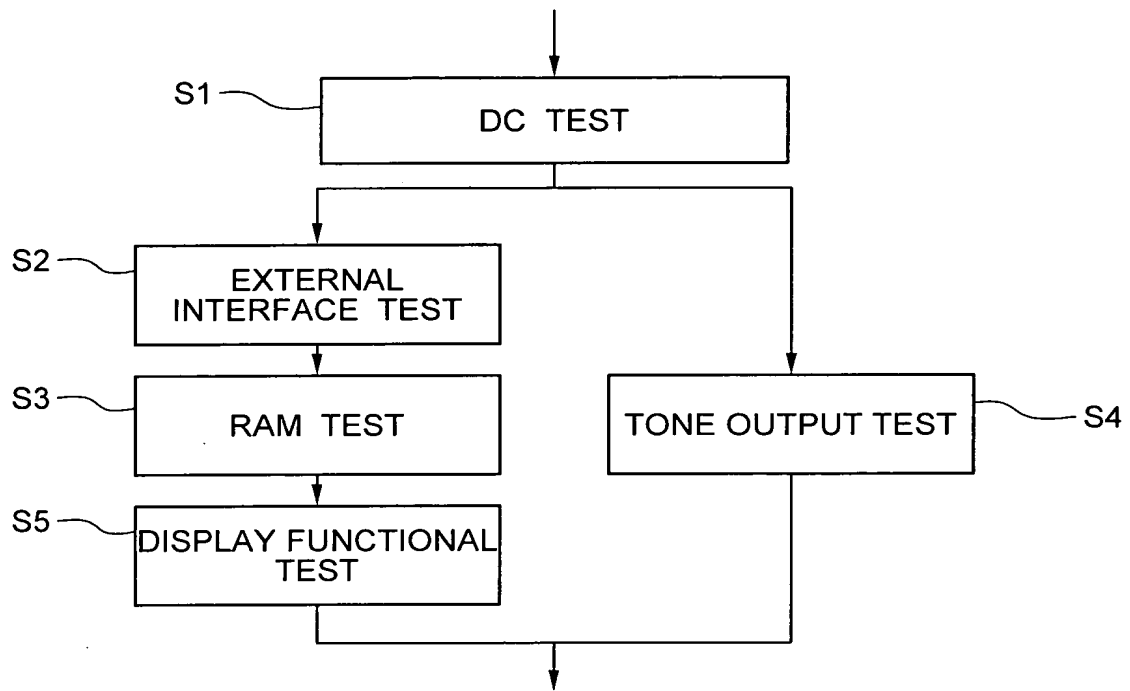 S1
DC TEST
S2
EXTERNAL
INTERFACE TEST
S3
RAM TEST
TONE OUTPUT TEST
S4
S5
DISPLAY FUNCTIONAL
TEST